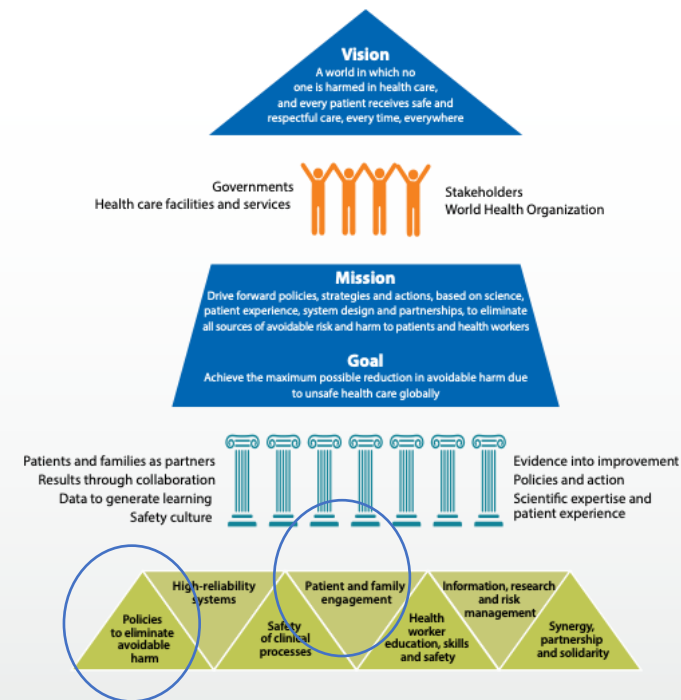 Vision
A world in which no
one is harmed in health care,
and every patient receives safe and
respectful care, every time, everywhere
Governments
Health care facilities and services
Stakeholders
World Health Organization
Mission
Drive forward policies, strategies and actions, based on science,
patient experience, system design and partnerships, to eliminate
all sources of avoidable risk and harm to patients and health workers
Goal
Achieve the maximum possible reduction in avoidable harm due
to unsafe health care globally
Patients and families as partners
Results through collaboration
Data to generate learning
Safety culture
Evidence into improvement
Policies and action
Scientific expertise and
patient experience
Policies
to eliminate
avoidable
harm
High-reliability
systems
Safety
of clinical
processes
Patient and family
engagement
Health
worker
education, skills
and safety
Information, research
and risk
management
Synergy,
partnership
and solidarity